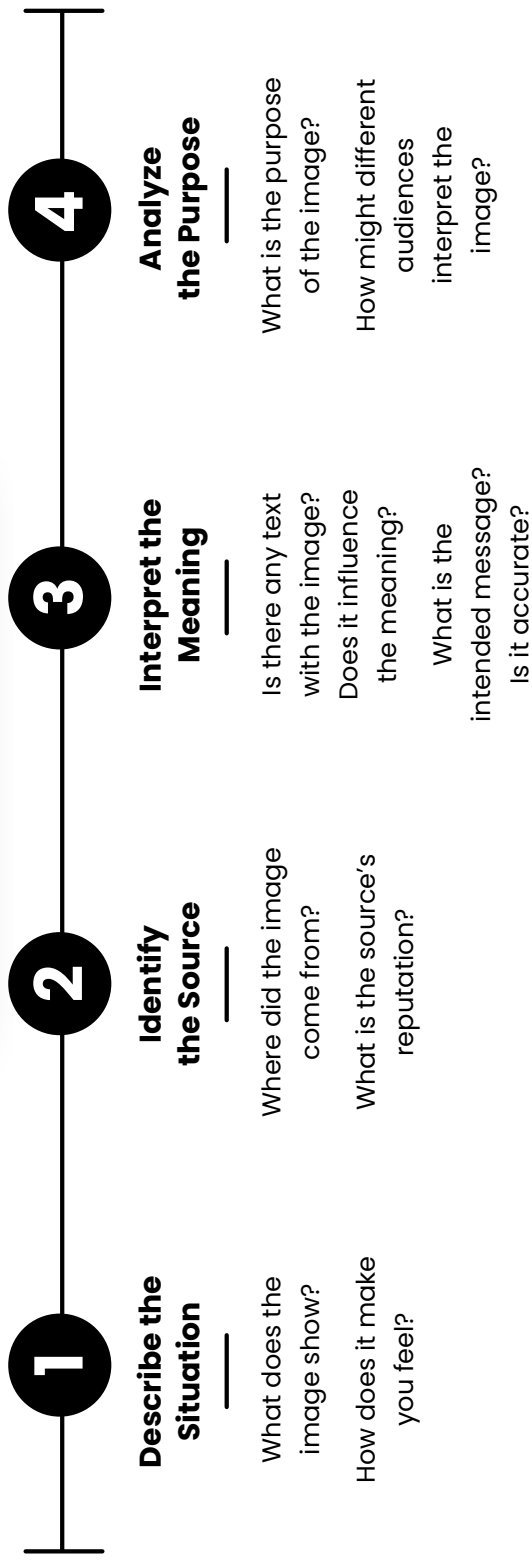 1
Describe the
Situation
What does the
image show?
How does it make
you feel?
2
Identify
the Source
Where did the image
come from?
What is the source’s
reputation?
3
Interpret the
Meaning
Is there any text
with the image?
Does it influence
the meaning?
What is the
intended message?
Is it accurate?
4
Analyze
the Purpose
What is the purpose
of the image?
How might different
audiences
interpret the
image?